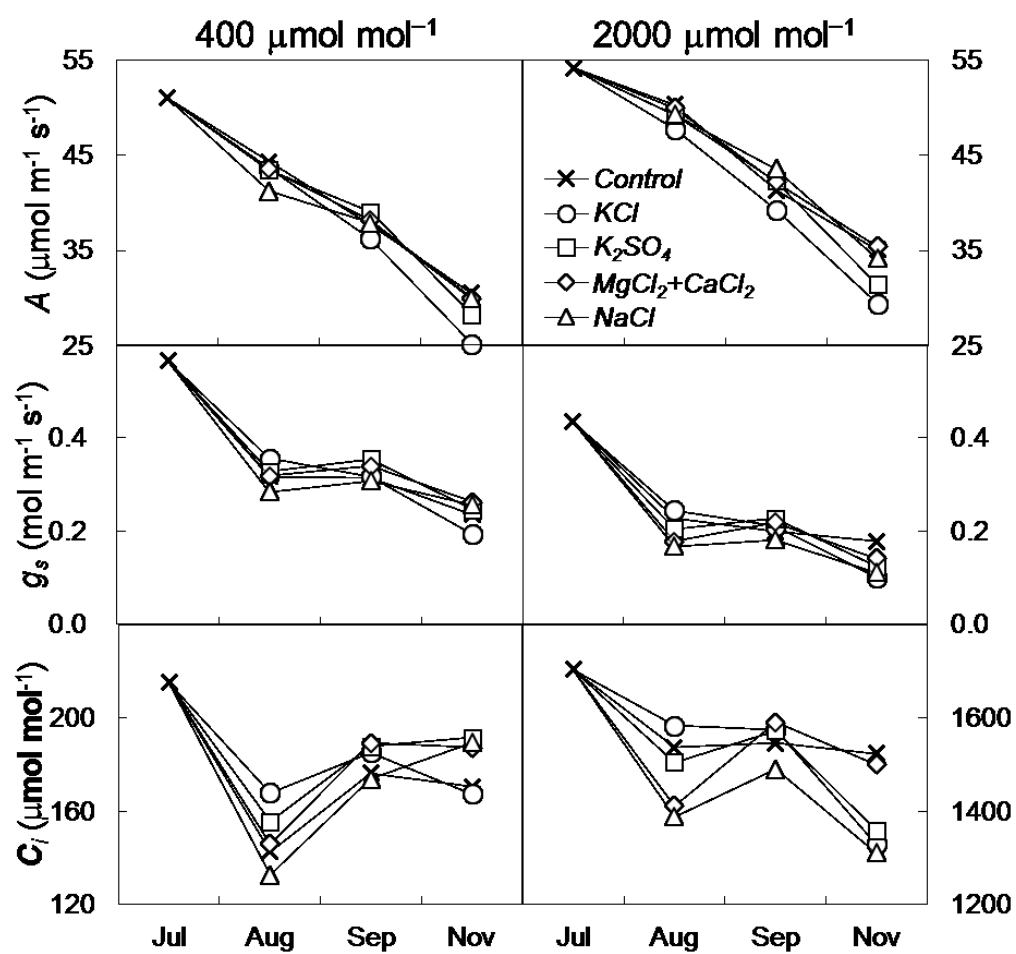 400 μmol mol⁻¹ 2000 μmol mol⁻¹
A (μmol m⁻¹ s⁻¹)
55
45
35
25
Control
KCl
K₂SO₄
MgCl₂+CaCl₂
NaCl
55
45
35
25
gₛ (mol m⁻¹ s⁻¹)
0.4
0.2
0.0
0.4
0.2
0.0
Cᵢ (μmol mol⁻¹)
200
160
120
1600
1400
1200
Jul Aug Sep Nov Jul Aug Sep Nov